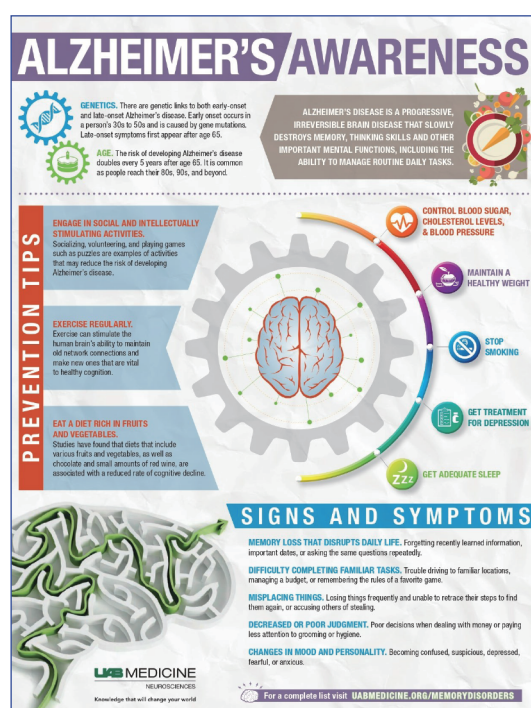 ALZHEIMER'S AWARENESS
GENETICS. There are genetic links to both early-onset
and late-onset Alzheimer's disease. Early onset occurs in
a person's 30s to 50s and is caused by gene mutations.
Late-onset symptoms first appear after age 65.
AGE. The risk of developing Alzheimer's disease
doubles every 5 years after age 65. It is common
as people reach their 80s, 90s, and beyond.
ALZHEIMER'S DISEASE IS A PROGRESSIVE,
IRREVERSIBLE BRAIN DISEASE THAT SLOWLY
DESTROYS MEMORY, THINKING SKILLS AND OTHER
IMPORTANT MENTAL FUNCTIONS, INCLUDING THE
ABILITY TO MANAGE ROUTINE DAILY TASKS.
PREVENTION TIPS
ENGAGE IN SOCIAL AND INTELLECTUALLY
STIMULATING ACTIVITIES.
Socializing, volunteering, and playing games
such as puzzles are examples of activities
that may reduce the risk of developing
Alzheimer's disease.
EXERCISE REGULARLY.
Exercise can stimulate the
human brain's ability to maintain
old network connections and
make new ones that are vital
to healthy cognition.
EAT A DIET RICH IN FRUITS
AND VEGETABLES.
Studies have found that diets that include
various fruits and vegetables, as well as
chocolate and small amounts of red wine, are
associated with a reduced rate of cognitive decline.
CONTROL BLOOD SUGAR,
CHOLESTEROL LEVELS,
& BLOOD PRESSURE
MAINTAIN A
HEALTHY WEIGHT
STOP
SMOKING
GET TREATMENT
FOR DEPRESSION
Zzz
GET ADEQUATE SLEEP
SIGNS AND SYMPTOMS
MEMORY LOSS THAT DISRUPTS DAILY LIFE. Forgetting recently learned information,
important dates, or asking the same questions repeatedly.
DIFFICULTY COMPLETING FAMILIAR TASKS. Trouble driving to familiar locations,
managing a budget, or remembering the rules of a favorite game.
MISPLACING THINGS. Losing things frequently and unable to retrace their steps to find
them again, or accusing others of stealing.
DECREASED OR POOR JUDGMENT. Poor decisions when dealing with money or paying
less attention to grooming or hygiene.
CHANGES IN MOOD AND PERSONALITY. Becoming confused, suspicious, depressed,
fearful, or anxious.
UAB MEDICINE
NEUROSCIENCES
Knowledge that will change your world
For a complete list visit UABMEDICINE.ORG/MEMORYDISORDERS